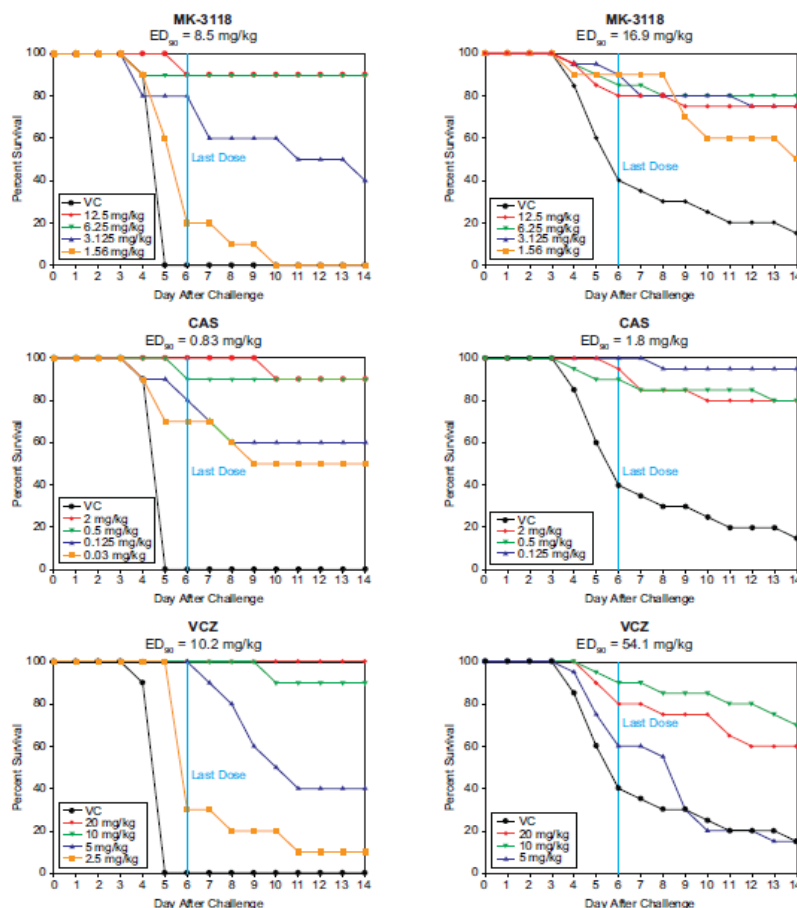 MK-3118
ED90 = 8.5 mg/kg
Percent Survival
100
80
60
40
20
0
Last Dose
VC
12.5 mg/kg
6.25 mg/kg
3.125 mg/kg
1.56 mg/kg
0 1 2 3 4 5 6 7 8 9 10 11 12 13 14
Day After Challenge
MK-3118
ED90 = 16.9 mg/kg
Percent Survival
100
80
60
40
20
0
Last Dose
VC
12.5 mg/kg
6.25 mg/kg
3.125 mg/kg
1.56 mg/kg
0 1 2 3 4 5 6 7 8 9 10 11 12 13 14
Day After Challenge
CAS
ED90 = 0.83 mg/kg
Percent Survival
100
80
60
40
20
0
Last Dose
VC
2 mg/kg
0.5 mg/kg
0.125 mg/kg
0.03 mg/kg
0 1 2 3 4 5 6 7 8 9 10 11 12 13 14
Day After Challenge
CAS
ED90 = 1.8 mg/kg
Percent Survival
100
80
60
40
20
0
Last Dose
VC
2 mg/kg
0.5 mg/kg
0.125 mg/kg
0 1 2 3 4 5 6 7 8 9 10 11 12 13 14
Day After Challenge
VCZ
ED90 = 10.2 mg/kg
Percent Survival
100
80
60
40
20
0
Last Dose
VC
20 mg/kg
10 mg/kg
5 mg/kg
2.5 mg/kg
0 1 2 3 4 5 6 7 8 9 10 11 12 13 14
Day After Challenge
VCZ
ED90 = 54.1 mg/kg
Percent Survival
100
80
60
40
20
0
Last Dose
VC
20 mg/kg
10 mg/kg
5 mg/kg
0 1 2 3 4 5 6 7 8 9 10 11 12 13 14
Day After Challenge